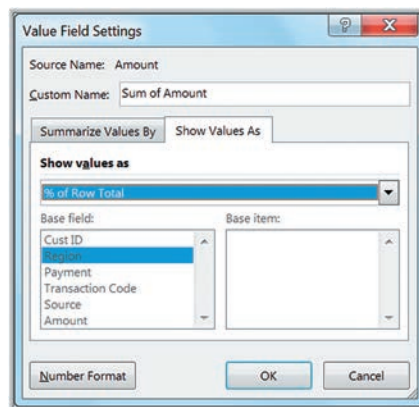 Value Field Settings
Source Name: Amount
Custom Name: Sum of Amount
Summarize Values By Show Values As
Show values as
% of Row Total
Base field: Base item:
Cust ID
Region
Payment
Transaction Code
Source
Amount
Number Format OK Cancel